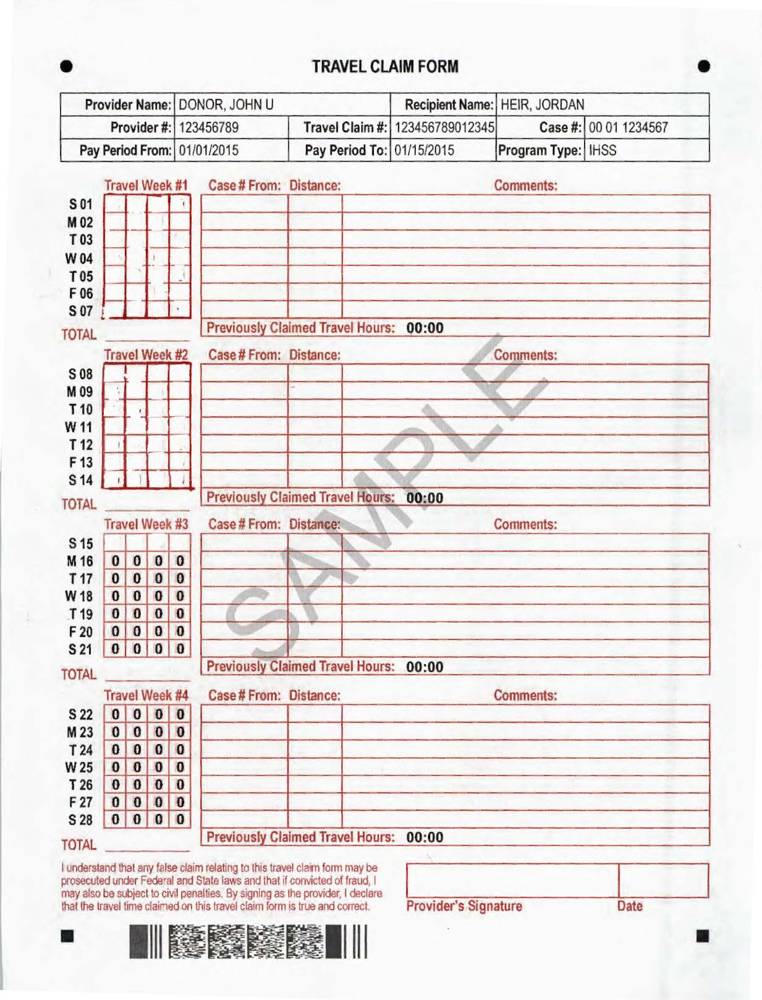 TRAVEL CLAIM FORM
Provider Name: DONOR, JOHN U Recipient Name: HEIR, JORDAN
Provider #: 123456789 Travel Claim #: 123456789012345 Case #: 00 01 1234567
Pay Period From: 01/01/2015 Pay Period To: 01/15/2015 Program Type: IHSS
Travel Week #1 Case # From: Distance: Comments:
S 01
M 02
T 03
W 04
T 05
F 06
S 07
Previously Claimed Travel Hours: 00:00
TOTAL
Travel Week #2 Case # From: Distance: Comments:
S 08
M 09
T 10
W 11
T 12
F 13
S 14
Previously Claimed Travel Hours: 00:00
TOTAL
SAMPLE
Travel Week #3 Case # From: Distance: Comments:
S 15
M 16 0 0 0 0
T 17 0 0 0 0
W 18 0 0 0 0
T 19 0 0 0 0
F 20 0 0 0 0
S 21 0 0 0 0
Previously Claimed Travel Hours: 00:00
TOTAL
Travel Week #4 Case # From: Distance: Comments:
S 22 0 0 0 0
M 23 0 0 0 0
T 24 0 0 0 0
W 25 0 0 0 0
T 26 0 0 0 0
F 27 0 0 0 0
S 28 0 0 0 0
Previously Claimed Travel Hours: 00:00
TOTAL
I understand that any false claim relating to this travel claim form may be
prosecuted under Federal and State laws and that if convicted of fraud, I
may also be subject to civil penalties. By signing as the provider, I declare
that the travel time claimed on this travel claim form is true and correct.
Provider's Signature Date